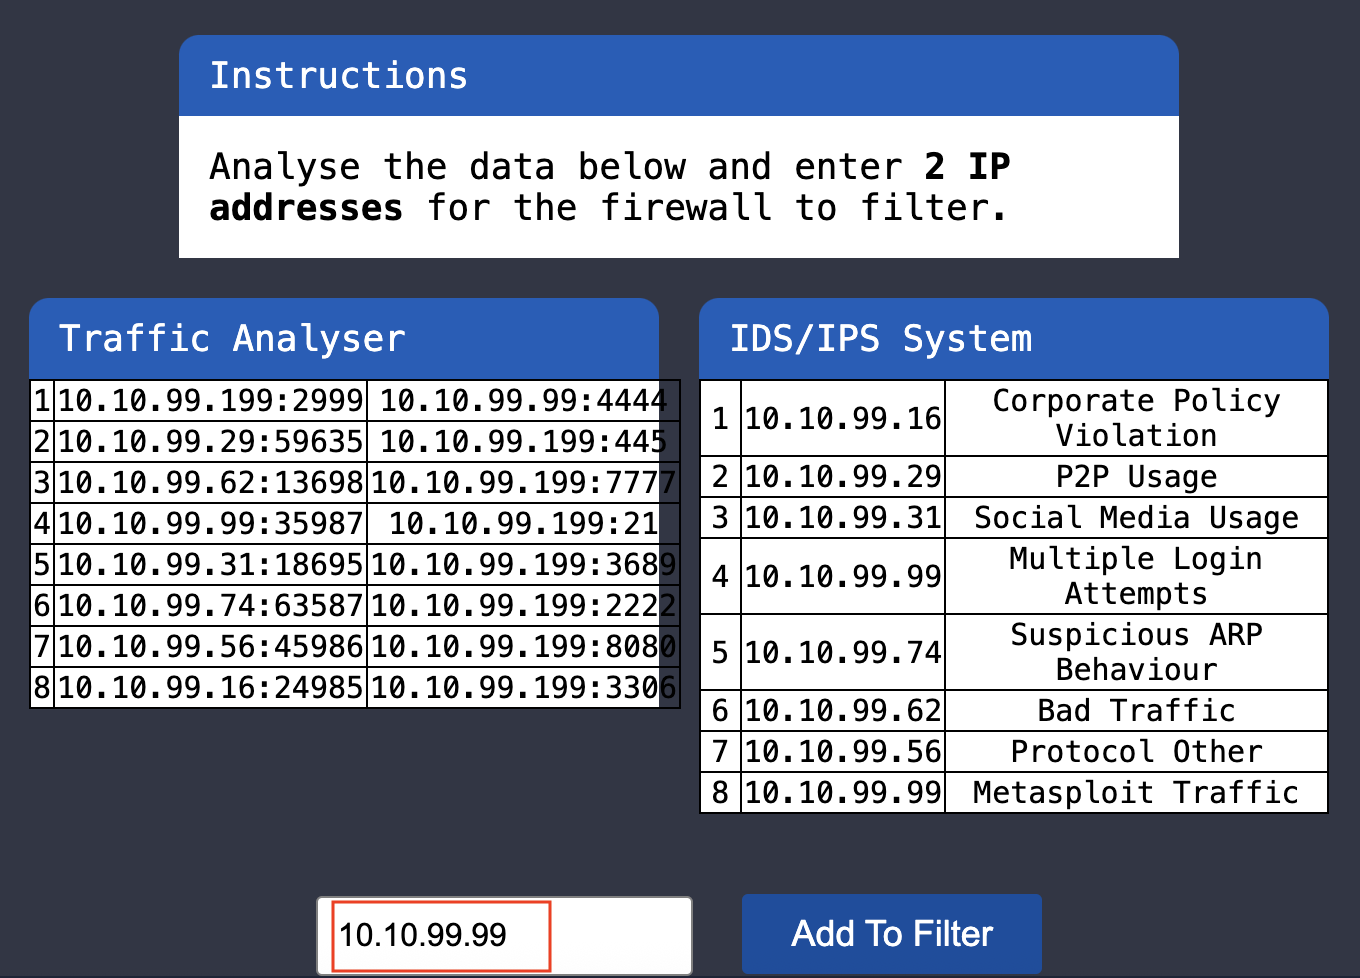 Instructions
Analyse the data below and enter 2 IP
addresses for the firewall to filter.
Traffic Analyser
1 10.10.99.199:2999 10.10.99.99:4444
2 10.10.99.29:59635 10.10.99.199:445
3 10.10.99.62:13698 10.10.99.199:7777
4 10.10.99.99:35987 10.10.99.199:21
5 10.10.99.31:18695 10.10.99.199:3689
6 10.10.99.74:63587 10.10.99.199:2222
7 10.10.99.56:45986 10.10.99.199:8080
8 10.10.99.16:24985 10.10.99.199:3306
IDS/IPS System
1 10.10.99.16 Corporate Policy
Violation
2 10.10.99.29 P2P Usage
3 10.10.99.31 Social Media Usage
4 10.10.99.99 Multiple Login
Attempts
5 10.10.99.74 Suspicious ARP
Behaviour
6 10.10.99.62 Bad Traffic
7 10.10.99.56 Protocol Other
8 10.10.99.99 Metasploit Traffic
10.10.99.99
Add To Filter